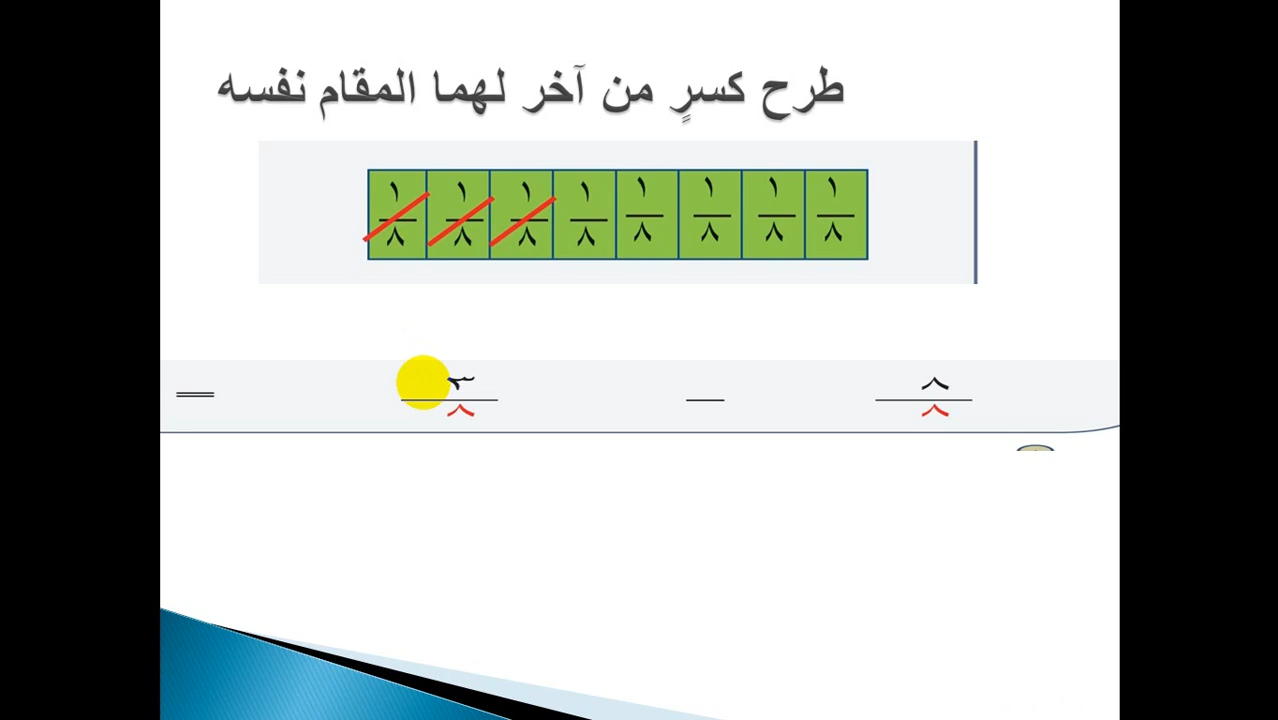 طرح كسرٍ من آخر لهما المقام نفسه
١ ١ ١ ١ ١ ١ ١ ١
٨ ٨ ٨ ٨ ٨ ٨ ٨ ٨
٨ — ٣ =
٨ ٨